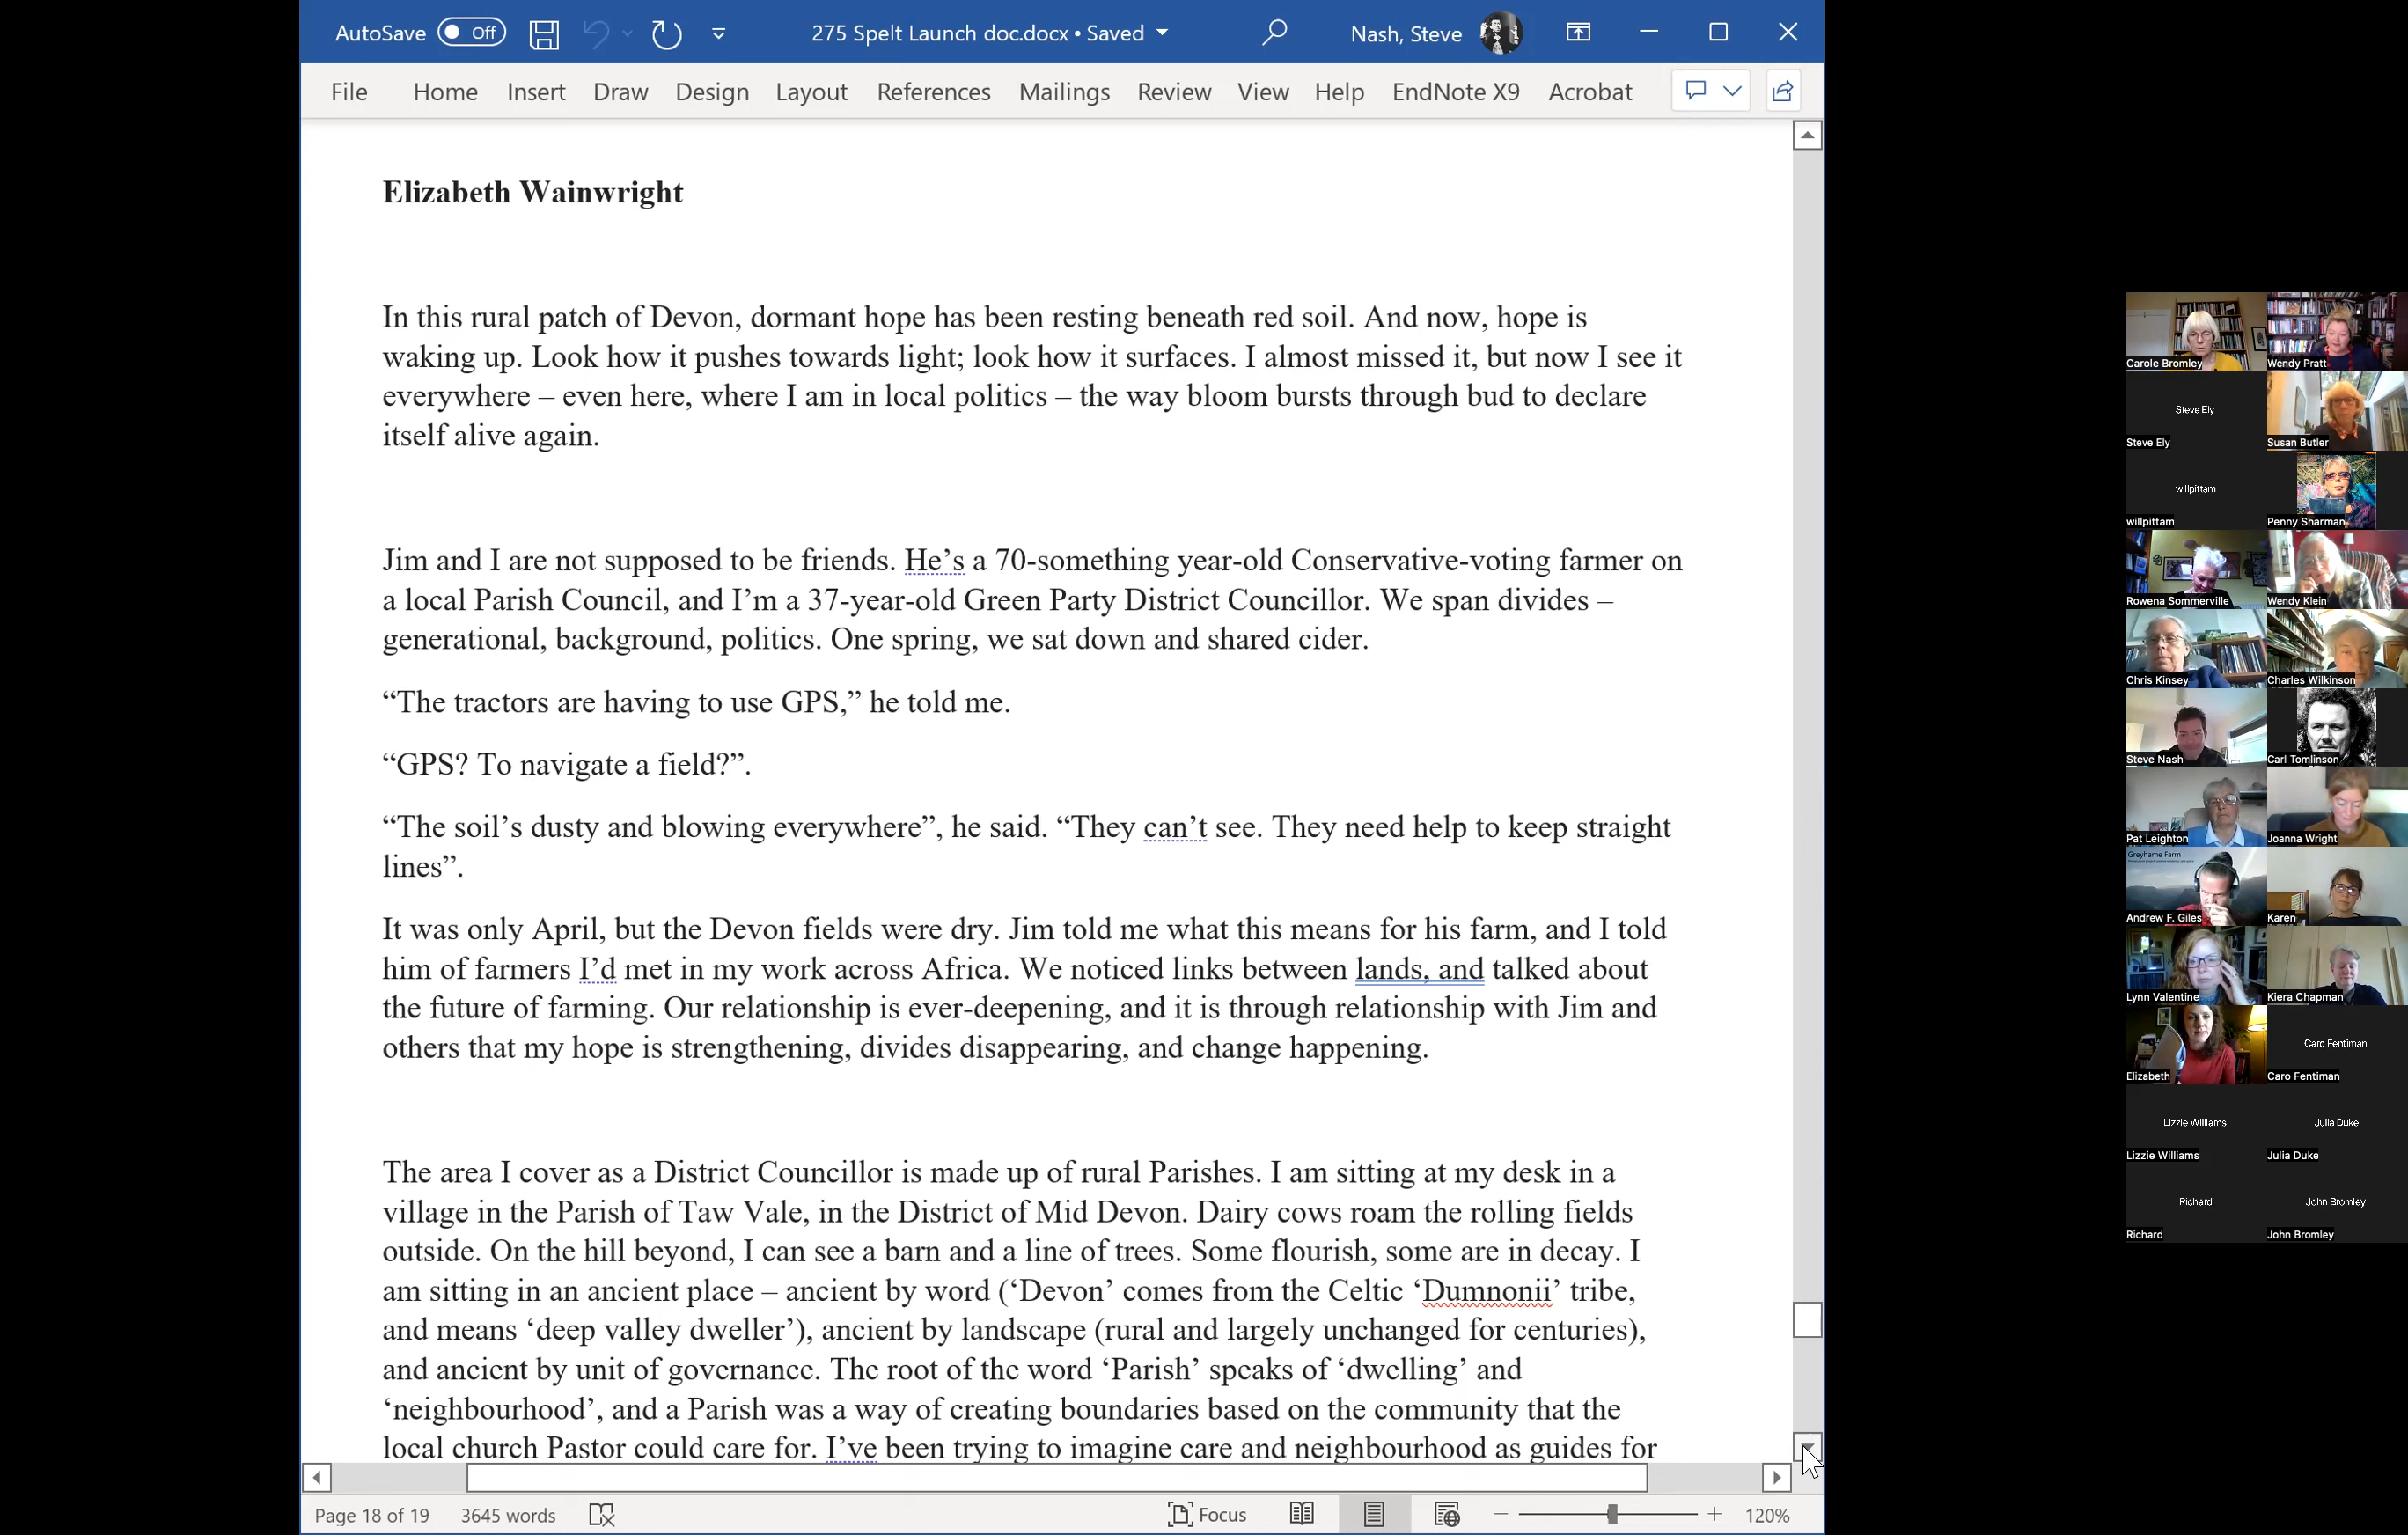 AutoSave Off 275 Spelt Launch doc.docx • Saved Nash, Steve
File Home Insert Draw Design Layout References Mailings Review View Help EndNote X9 Acrobat
Elizabeth Wainwright
In this rural patch of Devon, dormant hope has been resting beneath red soil. And now, hope is
waking up. Look how it pushes towards light; look how it surfaces. I almost missed it, but now I see it
everywhere – even here, where I am in local politics – the way bloom bursts through bud to declare
itself alive again.
Jim and I are not supposed to be friends. He’s a 70-something year-old Conservative-voting farmer on
a local Parish Council, and I’m a 37-year-old Green Party District Councillor. We span divides –
generational, background, politics. One spring, we sat down and shared cider.
“The tractors are having to use GPS,” he told me.
“GPS? To navigate a field?”.
“The soil’s dusty and blowing everywhere”, he said. “They can’t see. They need help to keep straight
lines”.
It was only April, but the Devon fields were dry. Jim told me what this means for his farm, and I told
him of farmers I’d met in my work across Africa. We noticed links between lands, and talked about
the future of farming. Our relationship is ever-deepening, and it is through relationship with Jim and
others that my hope is strengthening, divides disappearing, and change happening.
The area I cover as a District Councillor is made up of rural Parishes. I am sitting at my desk in a
village in the Parish of Taw Vale, in the District of Mid Devon. Dairy cows roam the rolling fields
outside. On the hill beyond, I can see a barn and a line of trees. Some flourish, some are in decay. I
am sitting in an ancient place – ancient by word (‘Devon’ comes from the Celtic ‘Dumnonii’ tribe,
and means ‘deep valley dweller’), ancient by landscape (rural and largely unchanged for centuries),
and ancient by unit of governance. The root of the word ‘Parish’ speaks of ‘dwelling’ and
‘neighbourhood’, and a Parish was a way of creating boundaries based on the community that the
local church Pastor could care for. I’ve been trying to imagine care and neighbourhood as guides for
Page 18 of 19 3645 words Focus 120%
Carole Bromley Wendy Pratt
Steve Ely
Steve Ely Susan Butler
willpittam
willpittam Penny Sharman
Rowena Sommerville Wendy Klein
Chris Kinsey Charles Wilkinson
Steve Nash Carl Tomlinson
Pat Leighton Joanna Wright
Greyhame Farm
Andrew F. Giles Karen
Lynn Valentine Kiera Chapman
Caro Fentiman
Elizabeth Caro Fentiman
Lizzie Williams Julia Duke
Lizzie Williams Julia Duke
Richard John Bromley
Richard John Bromley